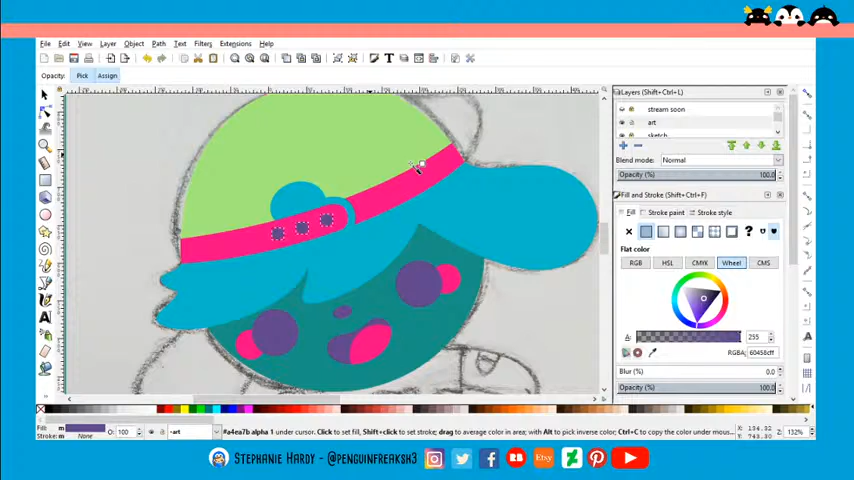 File Edit View Layer Object Path Text Filters Extensions Help
Opacity: Pick Assign
Layers (Shift+Ctrl+L)
stream soon
art
sketch
Blend mode: Normal
Opacity (%) 100.0
Fill and Stroke (Shift+Ctrl+F)
Fill Stroke paint Stroke style
Flat color
RGB HSL CMYK Wheel CMS
A: 255
RGBA: 60458cff
Blur (%) 0.0
Opacity (%) 100.0
Fill: m
Stroke: m None
O: 100
art
#a4ea7b alpha 1 under cursor. Click to set fill, Shift+click to set stroke; drag to average color in area; with Alt to pick inverse color; Ctrl+C to copy the color under mous...
X: 134.32
Y: 743.30
Z: 132%
Stephanie Hardy - @penguinfreaksh3
Etsy